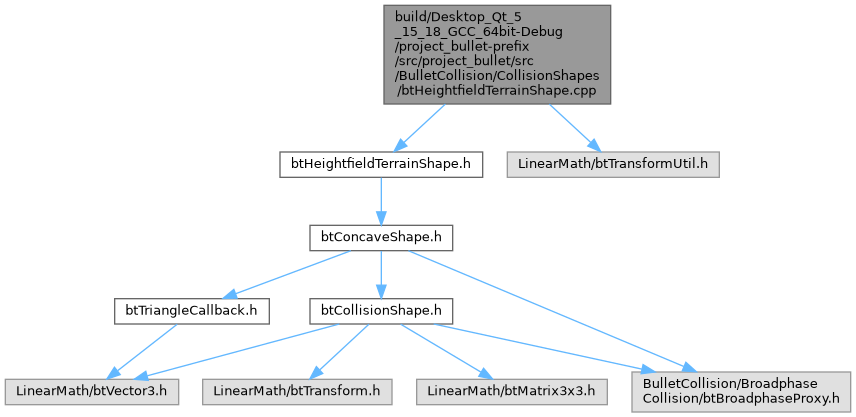 build/Desktop_Qt_5
_15_18_GCC_64bit-Debug
/project_bullet-prefix
/src/project_bullet/src
/BulletCollision/CollisionShapes
/btHeightfieldTerrainShape.cpp
btHeightfieldTerrainShape.h
LinearMath/btTransformUtil.h
btConcaveShape.h
btTriangleCallback.h
btCollisionShape.h
LinearMath/btVector3.h
LinearMath/btTransform.h
LinearMath/btMatrix3x3.h
BulletCollision/Broadphase
Collision/btBroadphaseProxy.h